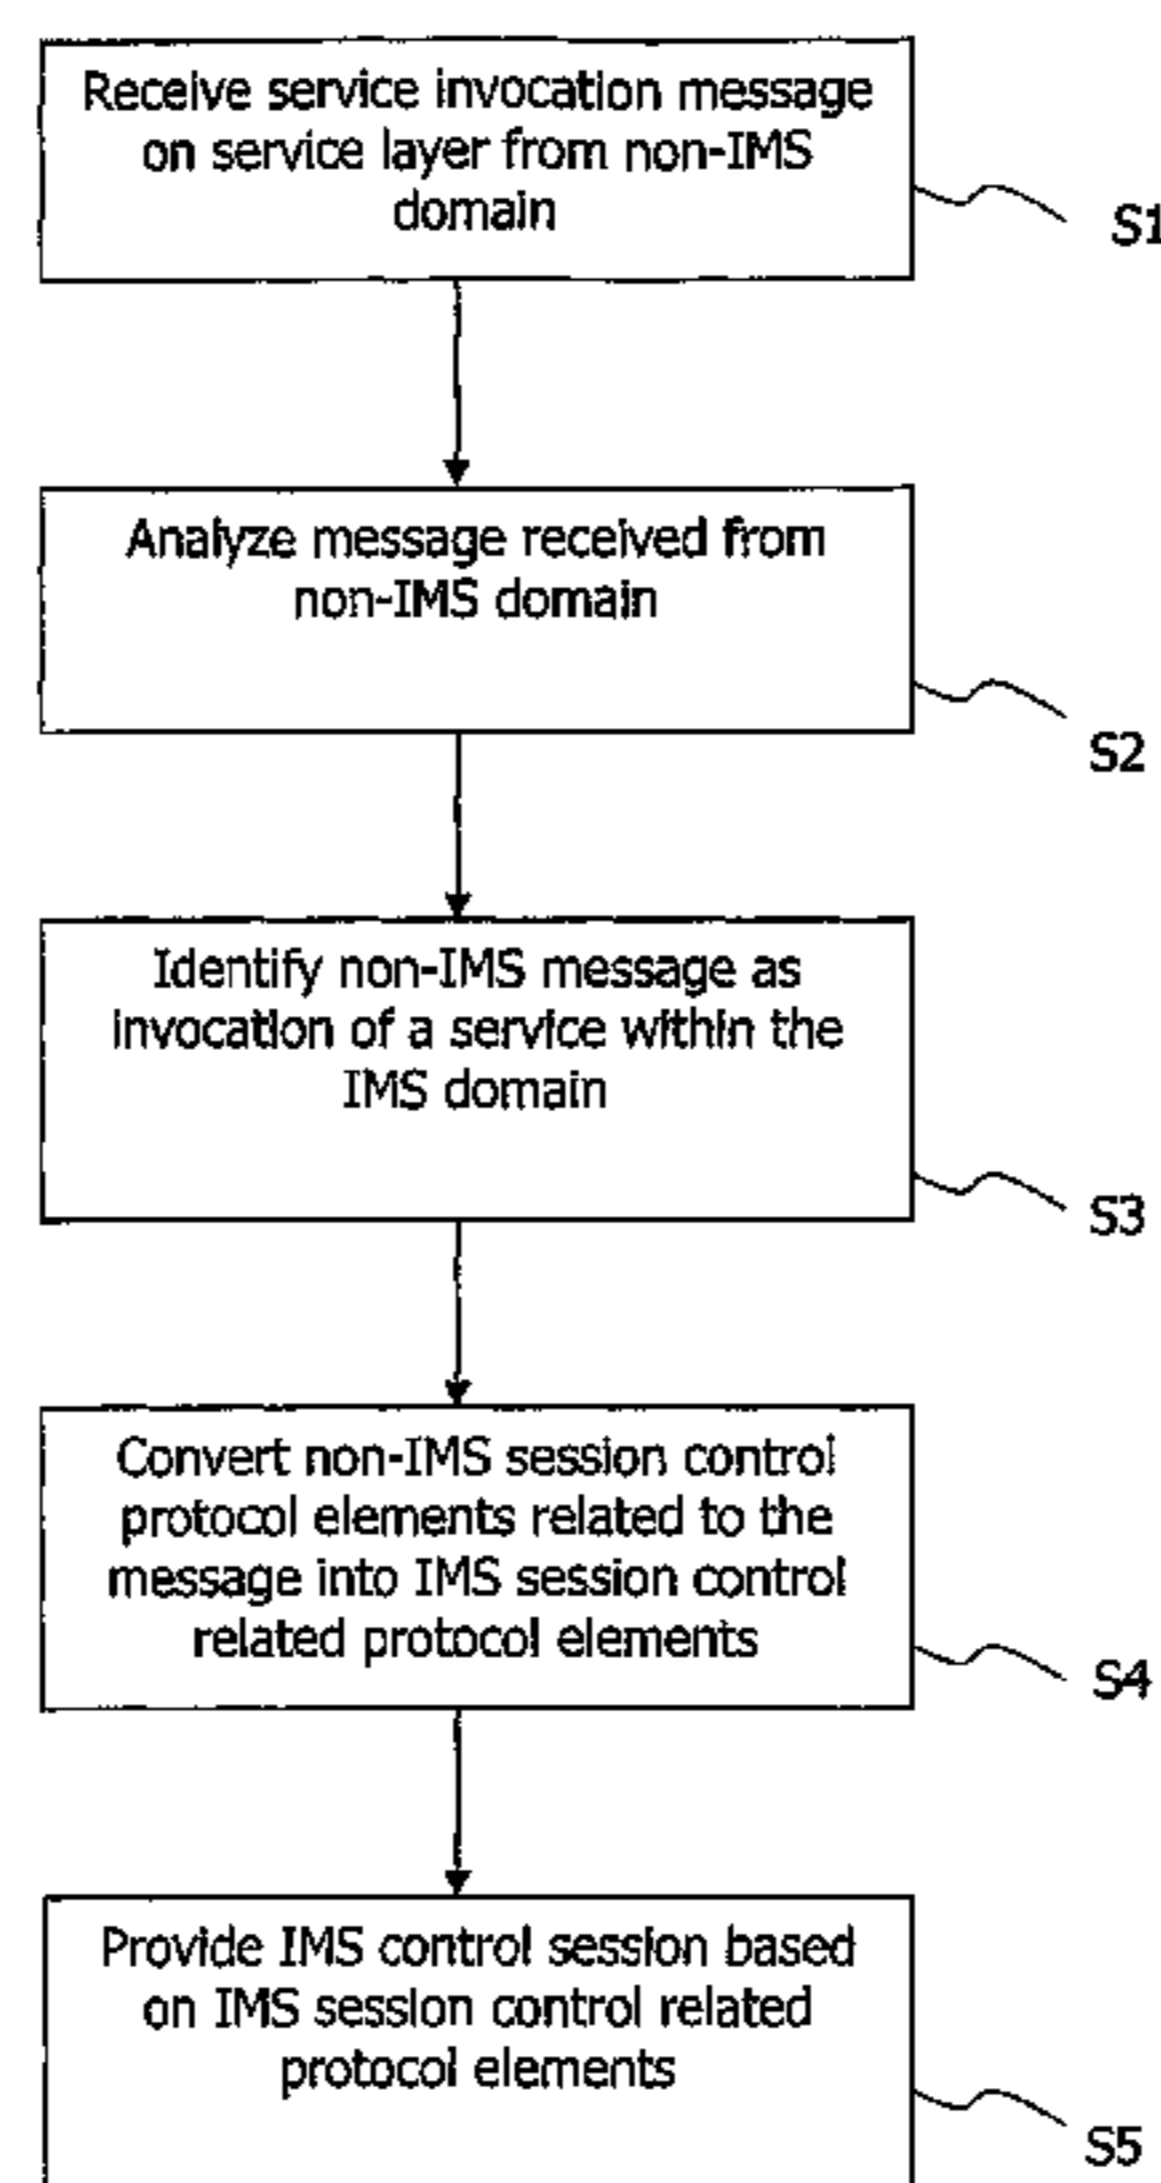 Receive service invocation message
on service layer from non-IMS
domain
S1
Analyze message received from
non-IMS domain
S2
Identify non-IMS message as
invocation of a service within the
IMS domain
S3
Convert non-IMS session control
protocol elements related to the
message into IMS session control
related protocol elements
S4
Provide IMS control session based
on IMS session control related
protocol elements
S5